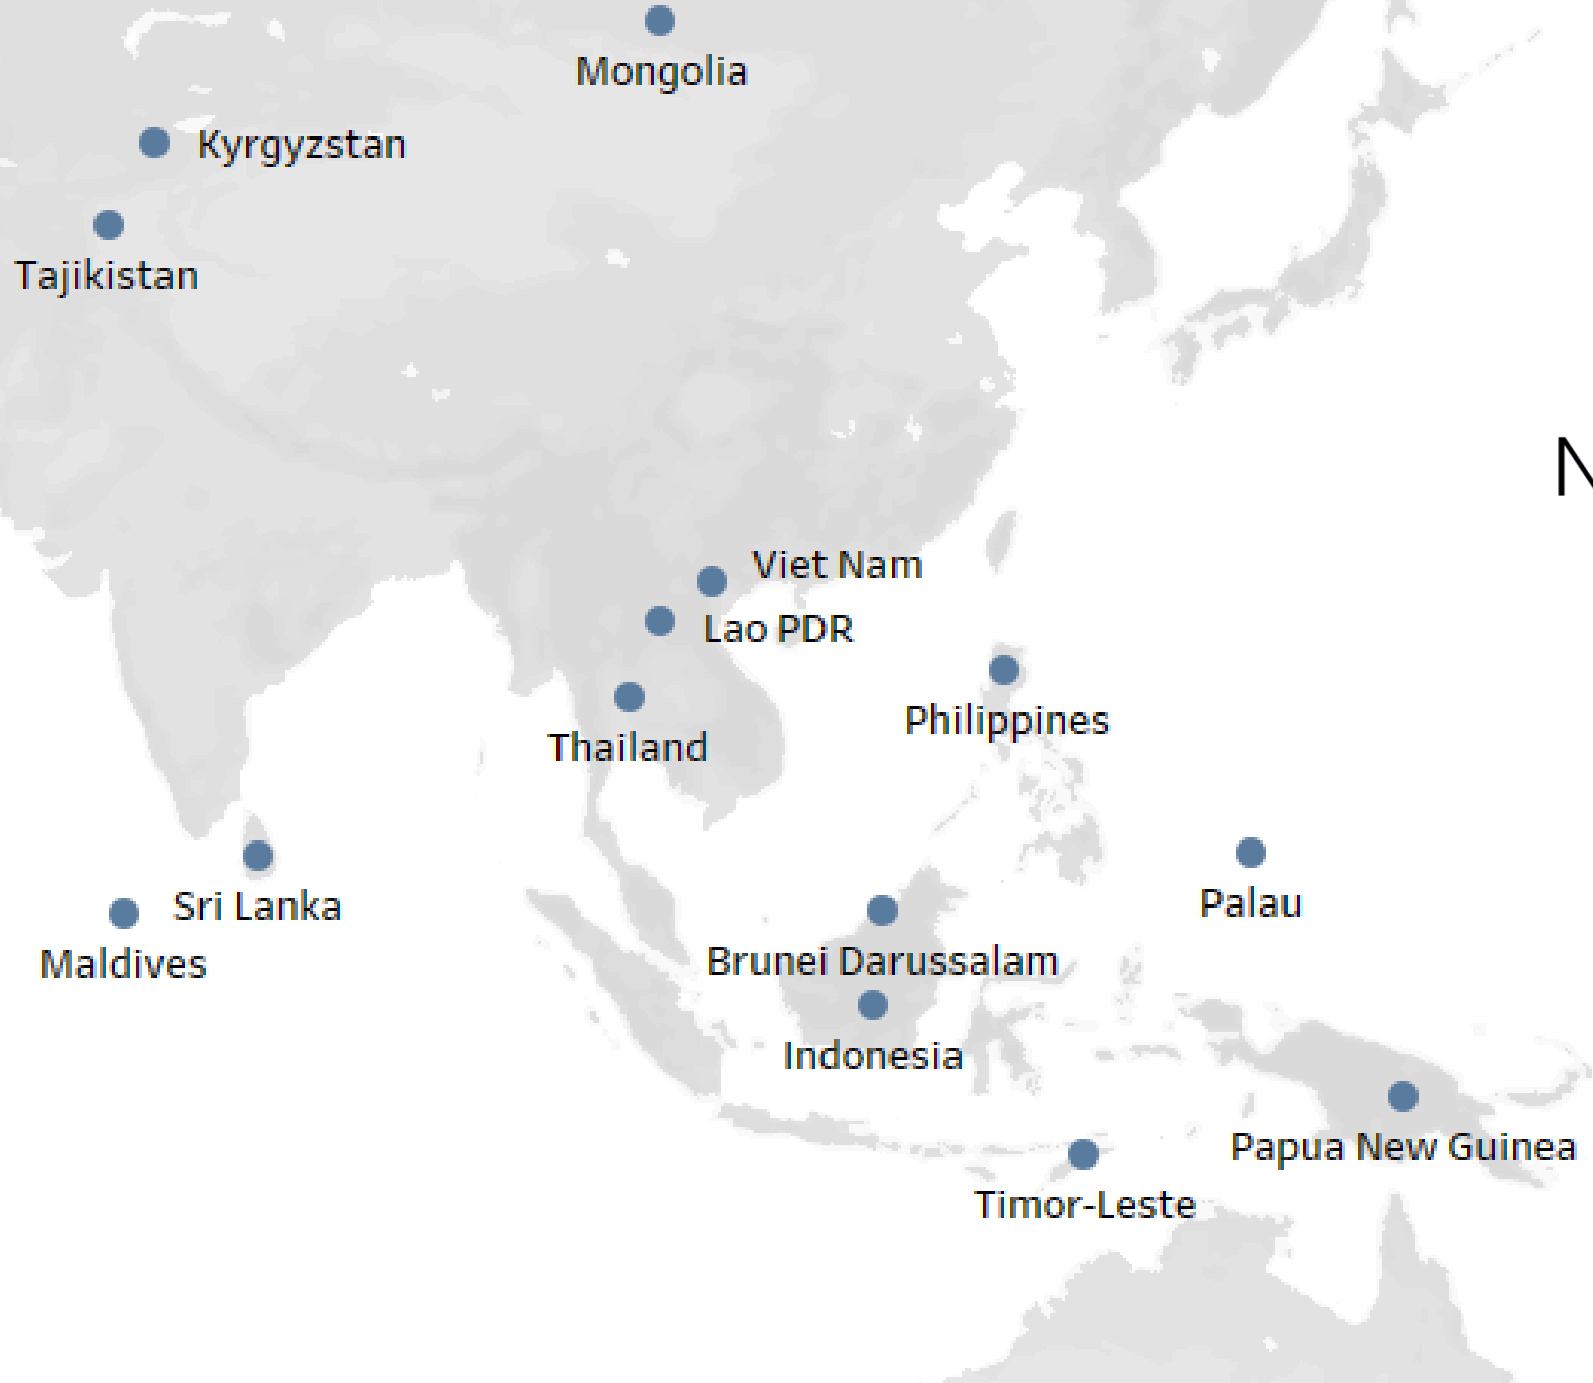 Mongolia
Kyrgyzstan
Tajikistan
N
Viet Nam
Lao PDR
Philippines
Thailand
Palau
Sri Lanka
Maldives
Brunei Darussalam
Indonesia
Papua New Guinea
Timor-Leste